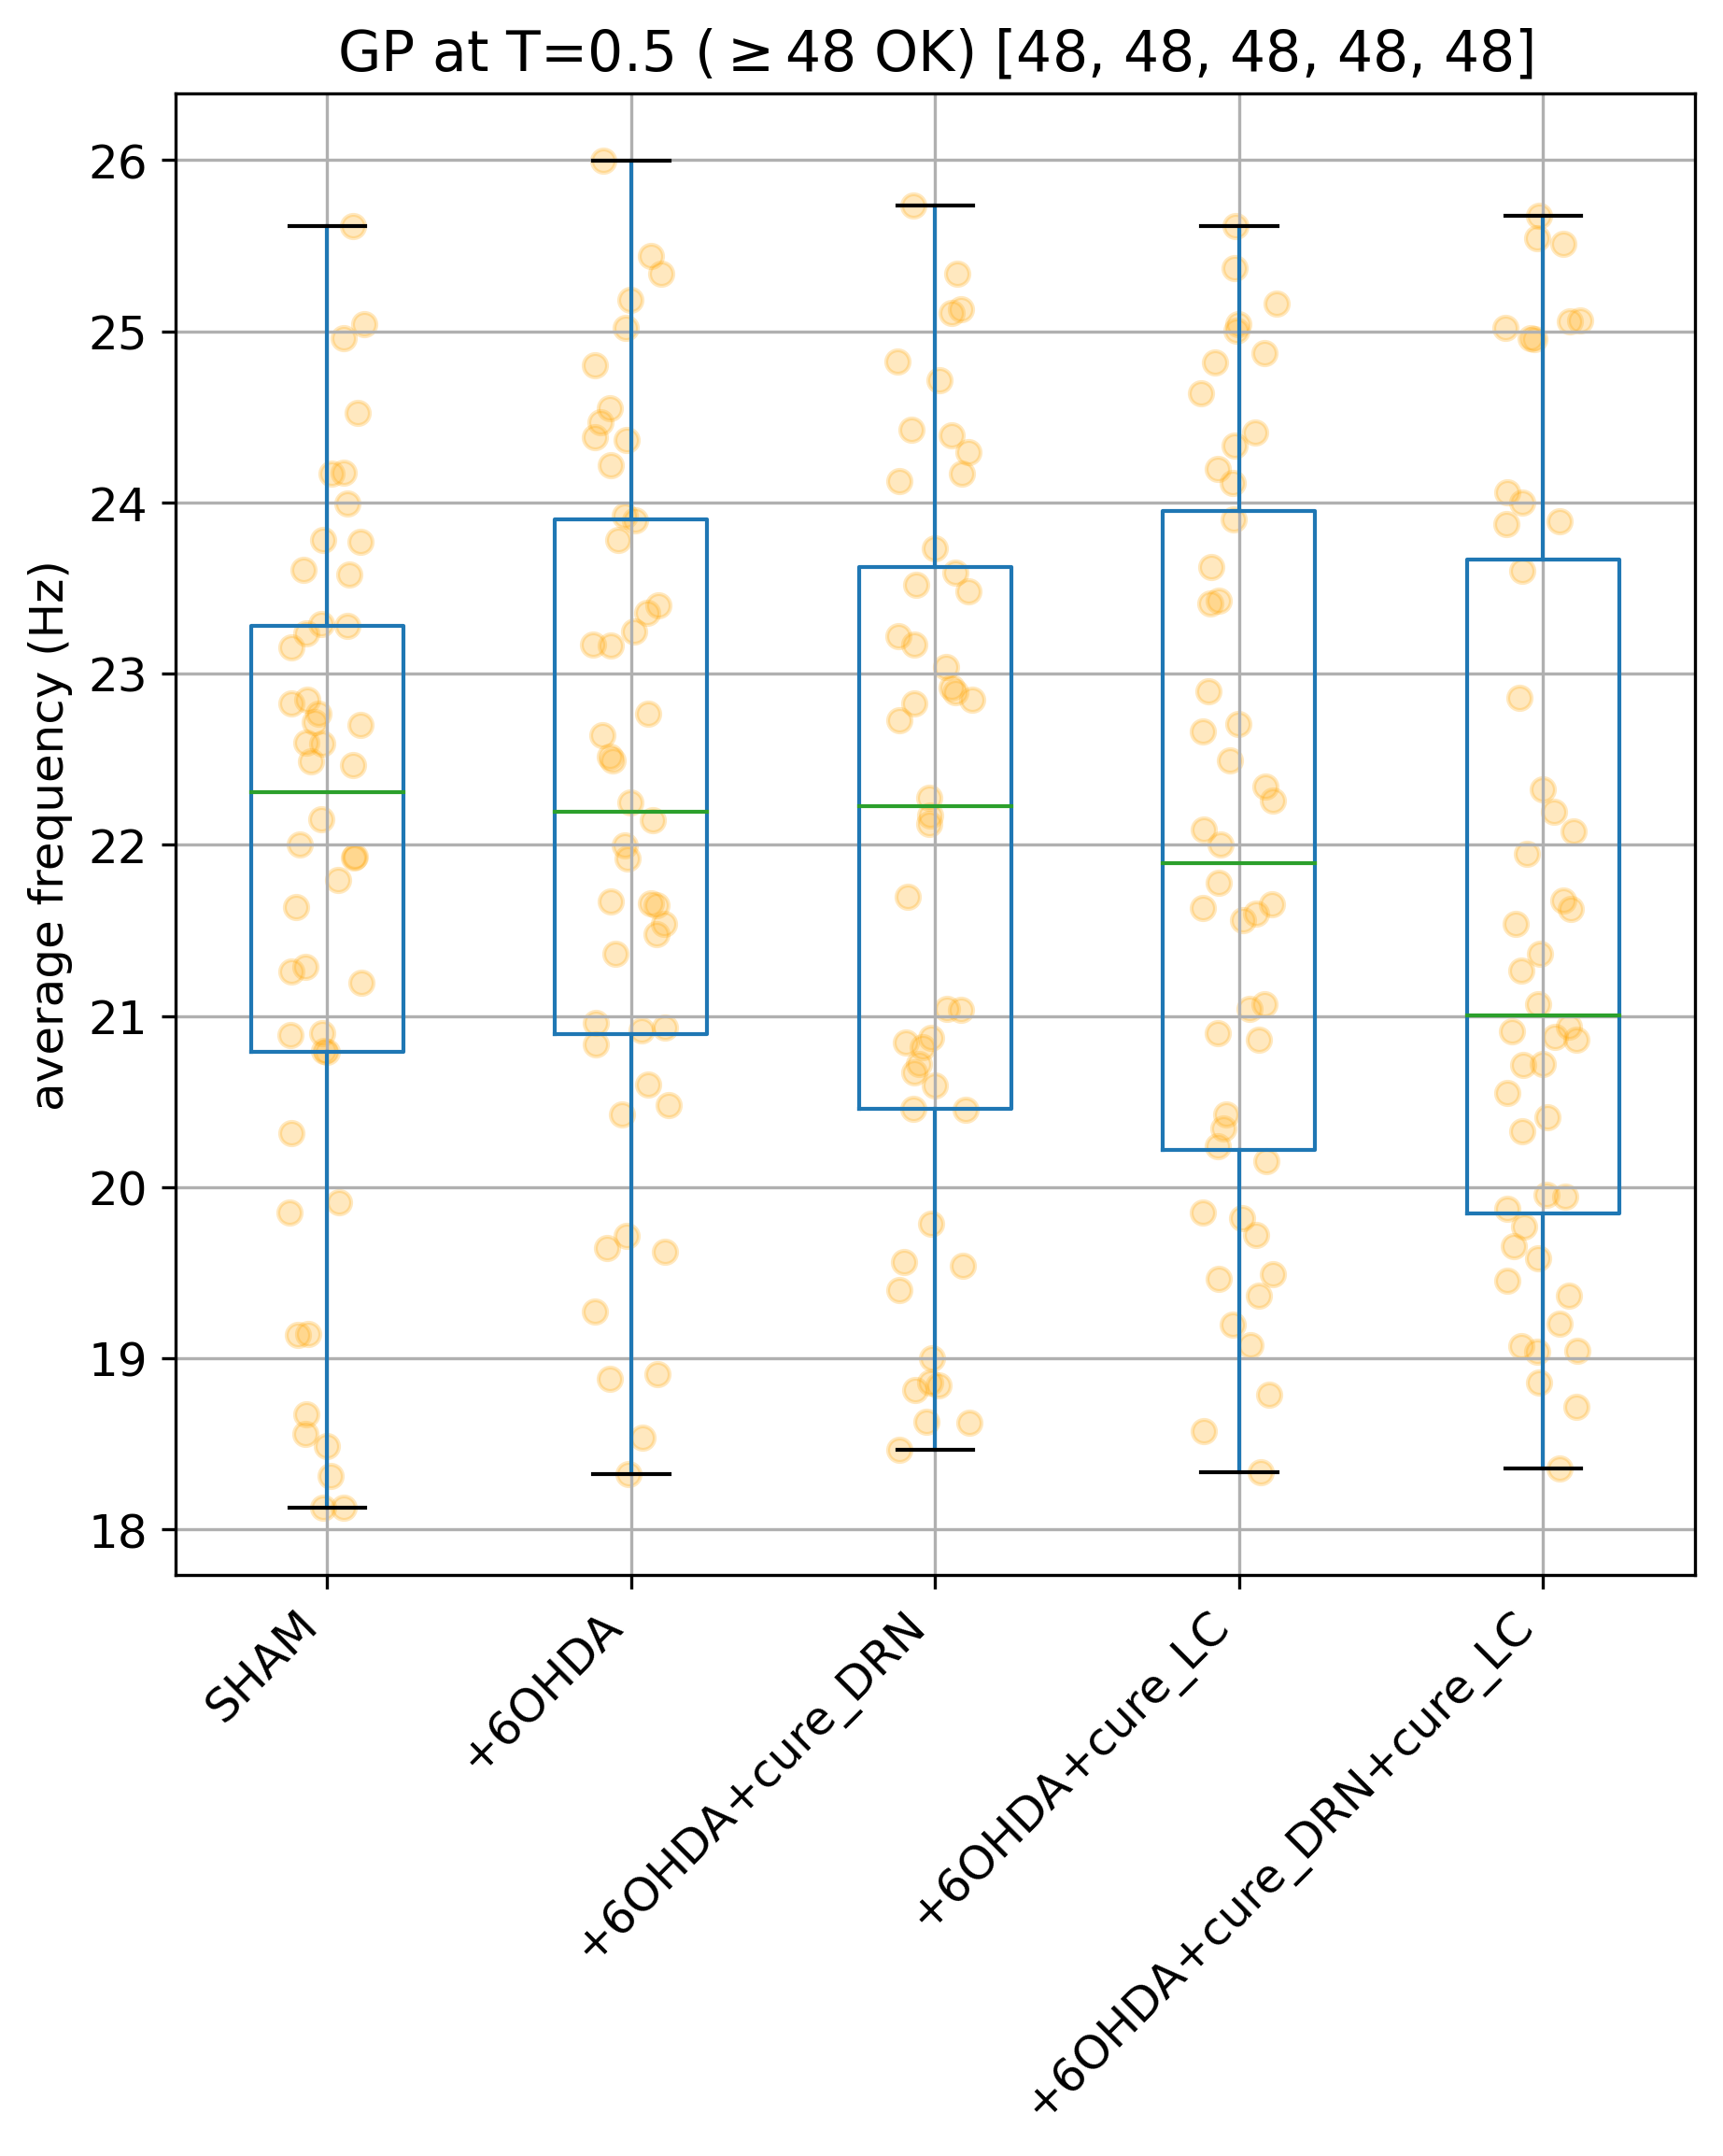 GP at T=0.5 (≥48 OK) [48, 48, 48, 48, 48]
average frequency (Hz)
26
25
24
23
22
21
20
19
18
SHAM
+6OHDA
+6OHDA+cure_DRN
+6OHDA+cure_LC
+6OHDA+cure_DRN+cure_LC